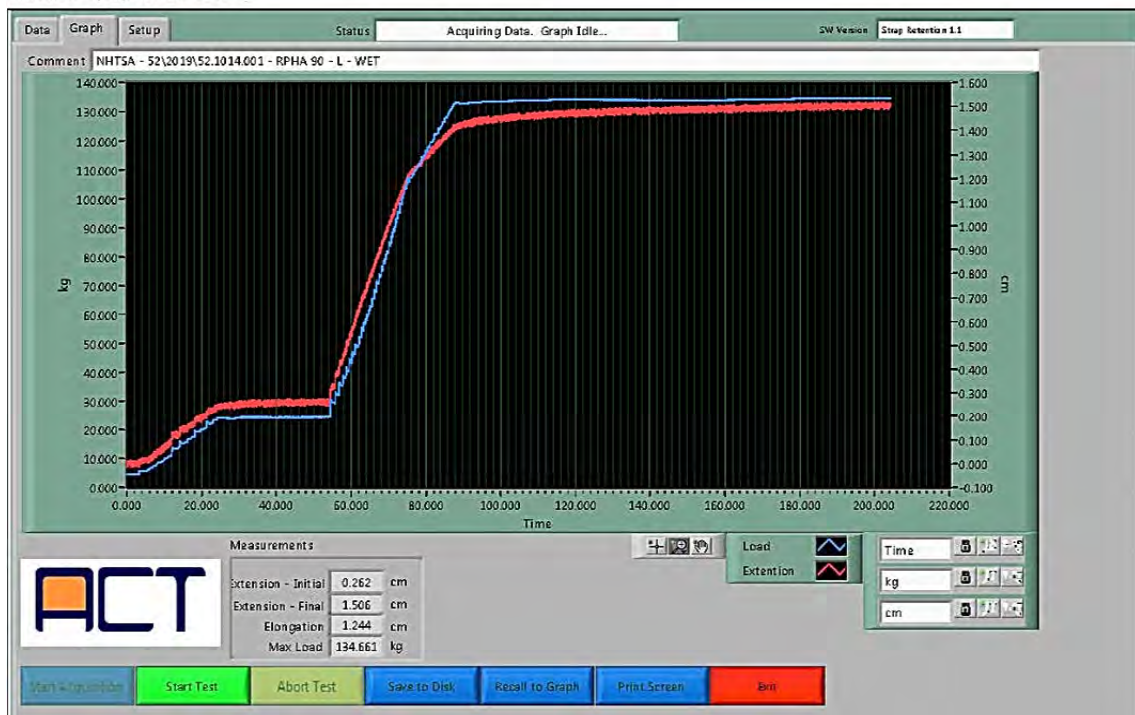 Data Graph Setup Status Acquiring Data. Graph Idle... SW Version Strap Retention 1.1
Comment NHTSA - 52\2019\52.1014.001 - RPHA 90 - L - WET
140.000 1.600
130.000 1.500
120.000 1.400
110.000 1.300
100.000 1.200
90.000 1.100
80.000 1.000
70.000 0.900
60.000 0.800
50.000 0.700
40.000 0.600
30.000 0.500
20.000 0.400
10.000 0.300
0.000 0.200
0.100
0.000
-0.100
kg
cm
0.000 20.000 40.000 60.000 80.000 100.000 120.000 140.000 160.000 180.000 200.000 220.000
Time
Measurements
Extension - Initial 0.262 cm
Extension - Final 1.506 cm
Elongation 1.244 cm
Max Load 134.661 kg
Load
Extention
Time
kg
cm
ACT
Start Acquisition Start Test Abort Test Save to Disk Recall to Graph Print Screen Exit